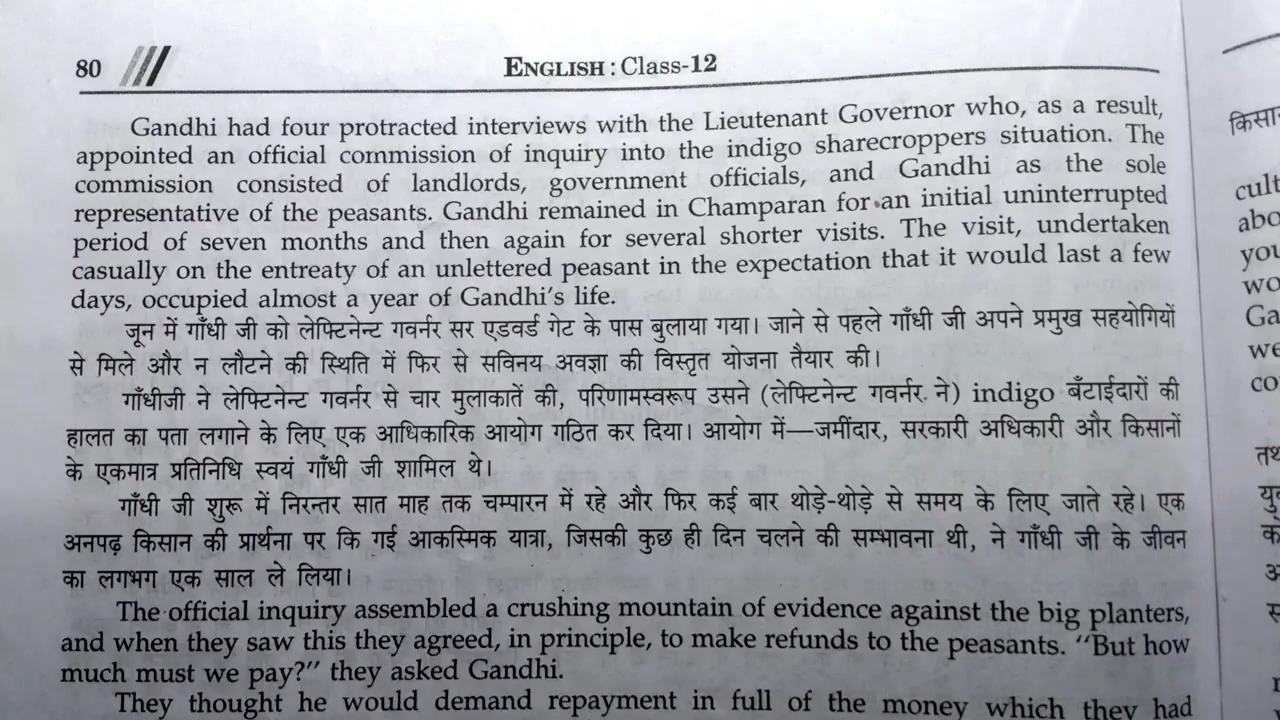 80
ENGLISH : Class-12
Gandhi had four protracted interviews with the Lieutenant Governor who, as a result,
appointed an official commission of inquiry into the indigo sharecroppers situation. The
commission consisted of landlords, government officials, and Gandhi as the sole
representative of the peasants. Gandhi remained in Champaran for an initial uninterrupted
period of seven months and then again for several shorter visits. The visit, undertaken
casually on the entreaty of an unlettered peasant in the expectation that it would last a few
days, occupied almost a year of Gandhi's life.
जून में गाँधी जी को लेफ्टिनेन्ट गवर्नर सर एडवर्ड गेट के पास बुलाया गया। जाने से पहले गाँधी जी अपने प्रमुख सहयोगियों
से मिले और न लौटने की स्थिति में फिर से सविनय अवज्ञा की विस्तृत योजना तैयार की।
गाँधीजी ने लेफ्टिनेन्ट गवर्नर से चार मुलाकातें की, परिणामस्वरूप उसने (लेफ्टिनेन्ट गवर्नर ने) indigo बँटाईदारों की
हालत का पता लगाने के लिए एक आधिकारिक आयोग गठित कर दिया। आयोग में—जमींदार, सरकारी अधिकारी और किसानों
के एकमात्र प्रतिनिधि स्वयं गाँधी जी शामिल थे।
गाँधी जी शुरू में निरन्तर सात माह तक चम्पारन में रहे और फिर कई बार थोड़े-थोड़े से समय के लिए जाते रहे। एक
अनपढ़ किसान की प्रार्थना पर कि गई आकस्मिक यात्रा, जिसकी कुछ ही दिन चलने की सम्भावना थी, ने गाँधी जी के जीवन
का लगभग एक साल ले लिया।
The official inquiry assembled a crushing mountain of evidence against the big planters,
and when they saw this they agreed, in principle, to make refunds to the peasants. "But how
much must we pay?" they asked Gandhi.
They thought he would demand repayment in full of the money which they had